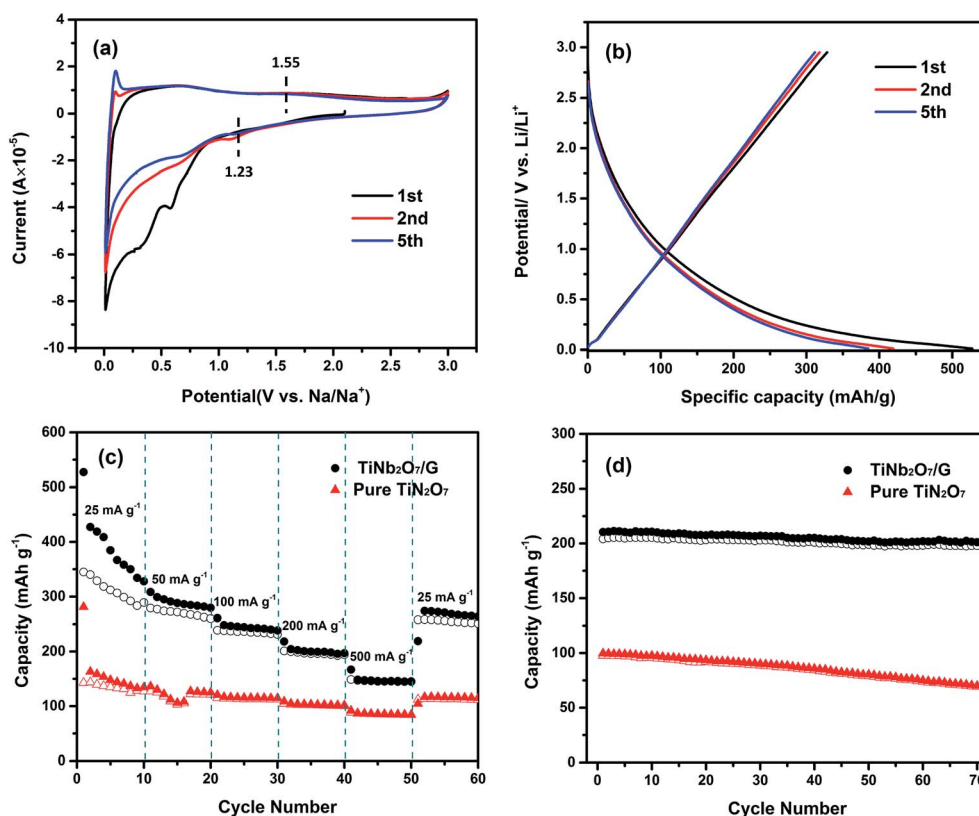 (a)
1.55
1.23
1st
2nd
5th
4
2
0
-2
-4
-6
-8
-10
0.0 0.5 1.0 1.5 2.0 2.5 3.0
Current (A×10⁻⁵)
Potential(V vs. Na/Na⁺)
(b)
1st
2nd
5th
3.0
2.5
2.0
1.5
1.0
0.5
0.0
0 100 200 300 400 500
Potential/ V vs. Li/Li⁺
Specific capacity (mAh/g)
(c)
TiNb₂O₇/G
Pure TiN₂O₇
25 mA g⁻¹
50 mA g⁻¹
100 mA g⁻¹
200 mA g⁻¹
500 mA g⁻¹
25 mA g⁻¹
600
500
400
300
200
100
0
0 10 20 30 40 50 60
Capacity (mAh g⁻¹)
Cycle Number
(d)
TiNb₂O₇/G
Pure TiN₂O₇
250
200
150
100
50
0
0 10 20 30 40 50 60 70
Capacity (mAh g⁻¹)
Cycle Number